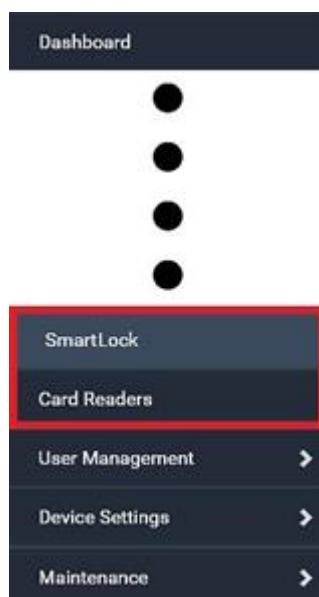 Dashboard
SmartLock
Card Readers
User Management
Device Settings
Maintenance